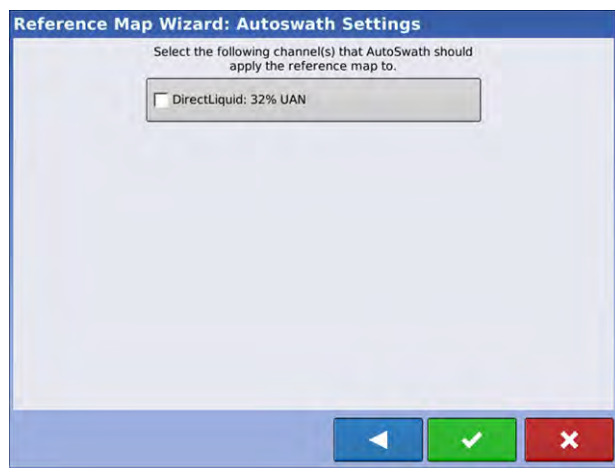 Reference Map Wizard: Autoswath Settings
Select the following channel(s) that AutoSwath should
apply the reference map to.
DirectLiquid: 32% UAN